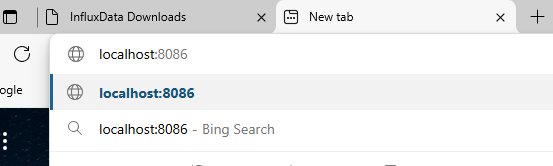 InfluxData Downloads
New tab
localhost:8086
ogle
localhost:8086
localhost:8086 - Bing Search